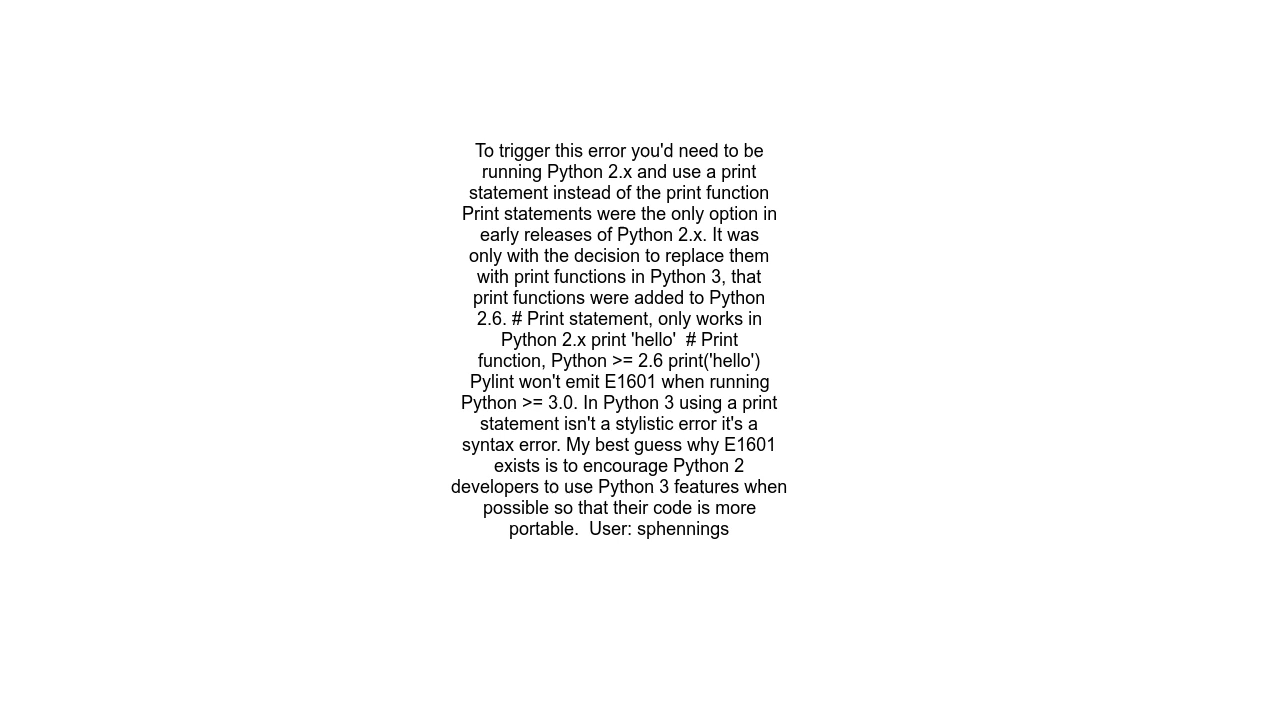 To trigger this error you'd need to be
running Python 2.x and use a print
statement instead of the print function
Print statements were the only option in
early releases of Python 2.x. It was
only with the decision to replace them
with print functions in Python 3, that
print functions were added to Python
2.6. # Print statement, only works in
Python 2.x print 'hello'  # Print
function, Python >= 2.6 print('hello')
Pylint won't emit E1601 when running
Python >= 3.0. In Python 3 using a print
statement isn't a stylistic error it's a
syntax error. My best guess why E1601
exists is to encourage Python 2
developers to use Python 3 features when
possible so that their code is more
portable.  User: sphennings